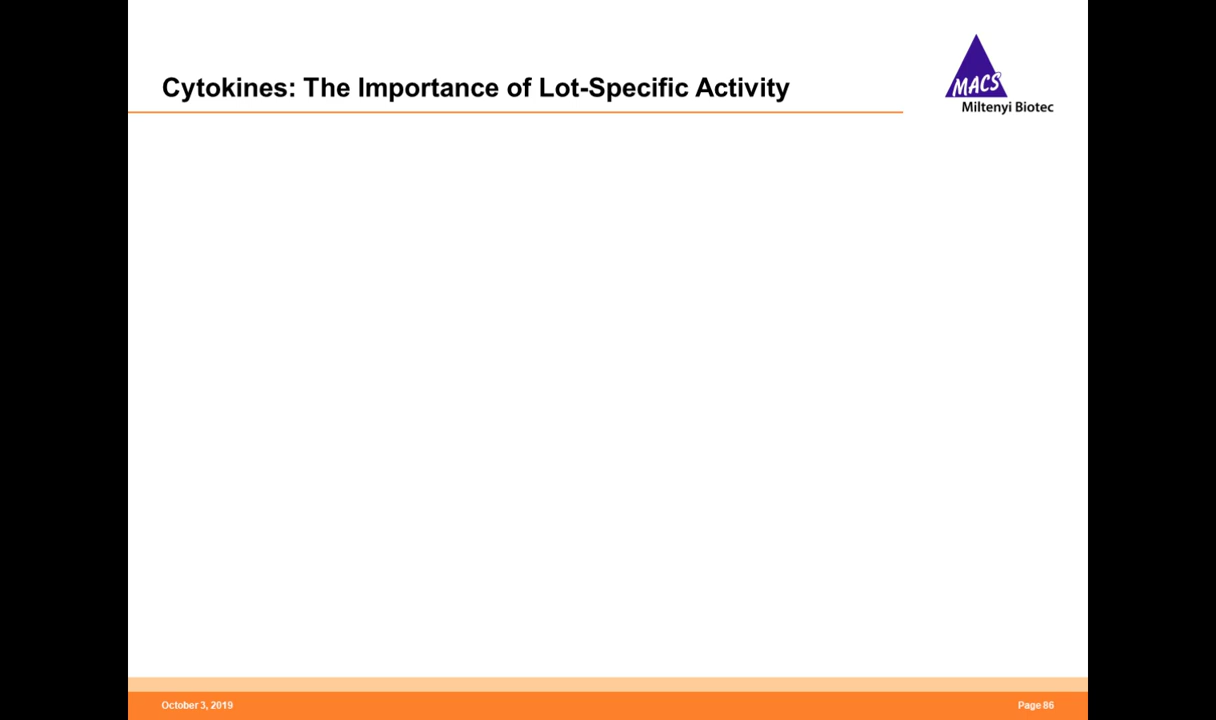 Cytokines: The Importance of Lot-Specific Activity
MACS
Miltenyi Biotec
October 3, 2019
Page 86